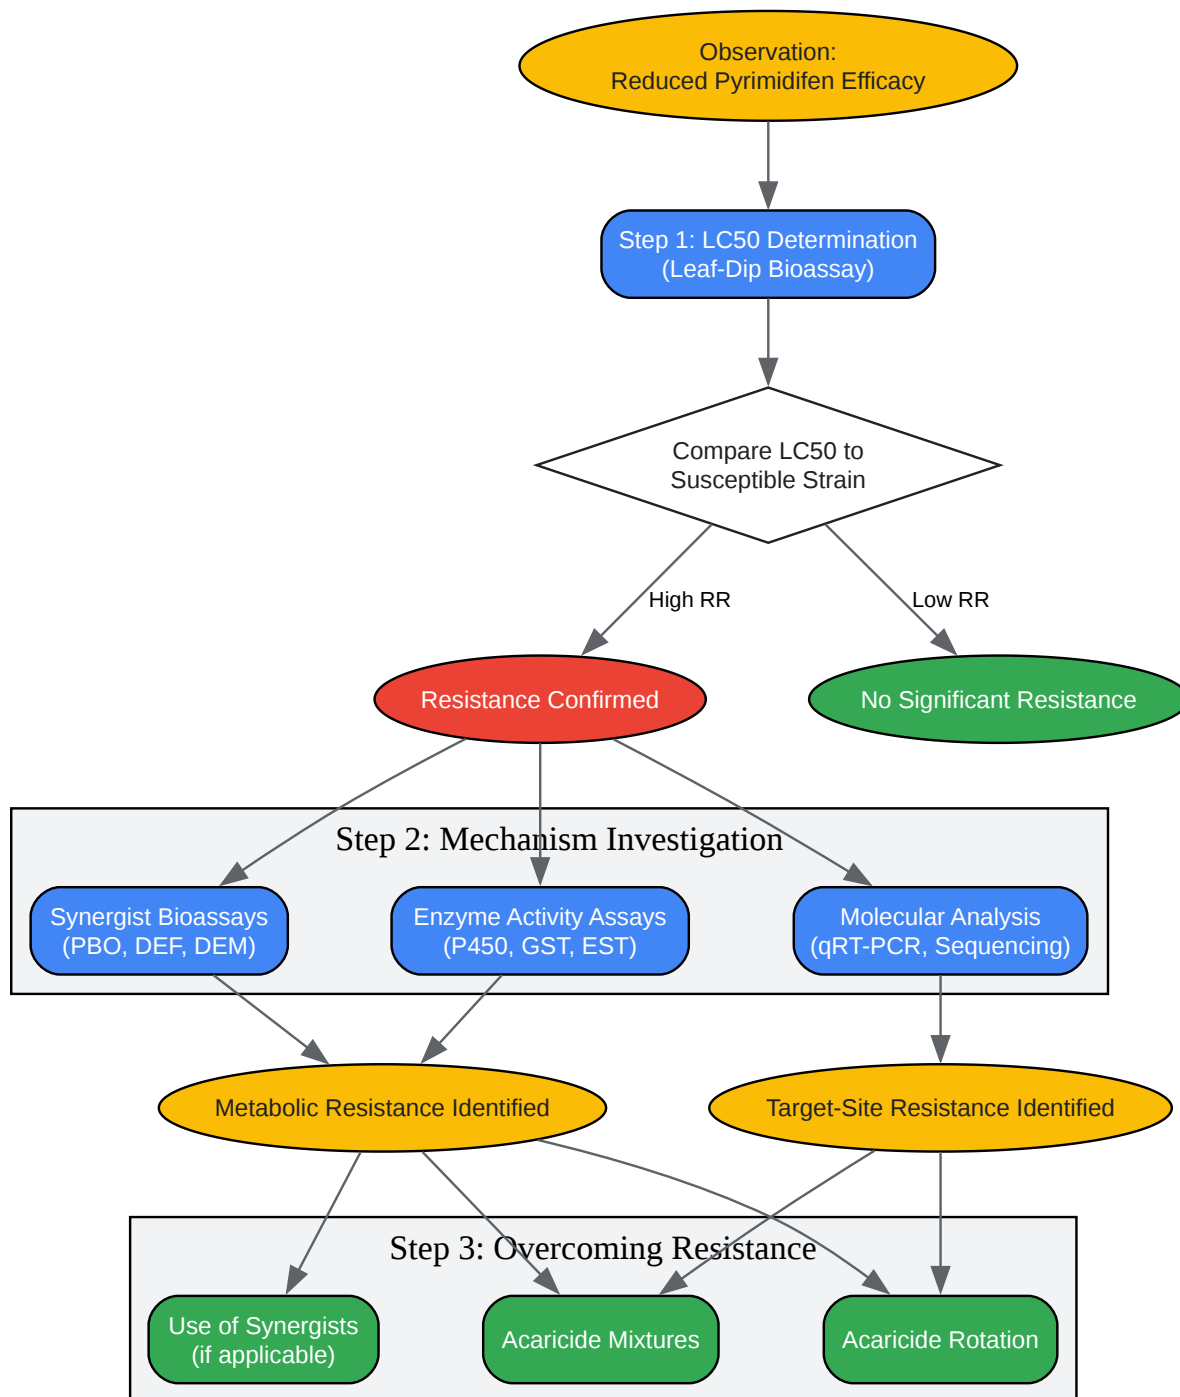 Observation:
Reduced Pyrimidifen Efficacy
Step 1: LC50 Determination
(Leaf-Dip Bioassay)
Compare LC50 to
Susceptible Strain
High RR
Low RR
Resistance Confirmed
No Significant Resistance
Step 2: Mechanism Investigation
Synergist Bioassays
(PBO, DEF, DEM)
Enzyme Activity Assays
(P450, GST, EST)
Molecular Analysis
(qRT-PCR, Sequencing)
Metabolic Resistance Identified
Target-Site Resistance Identified
Step 3: Overcoming Resistance
Use of Synergists
(if applicable)
Acaricide Mixtures
Acaricide Rotation